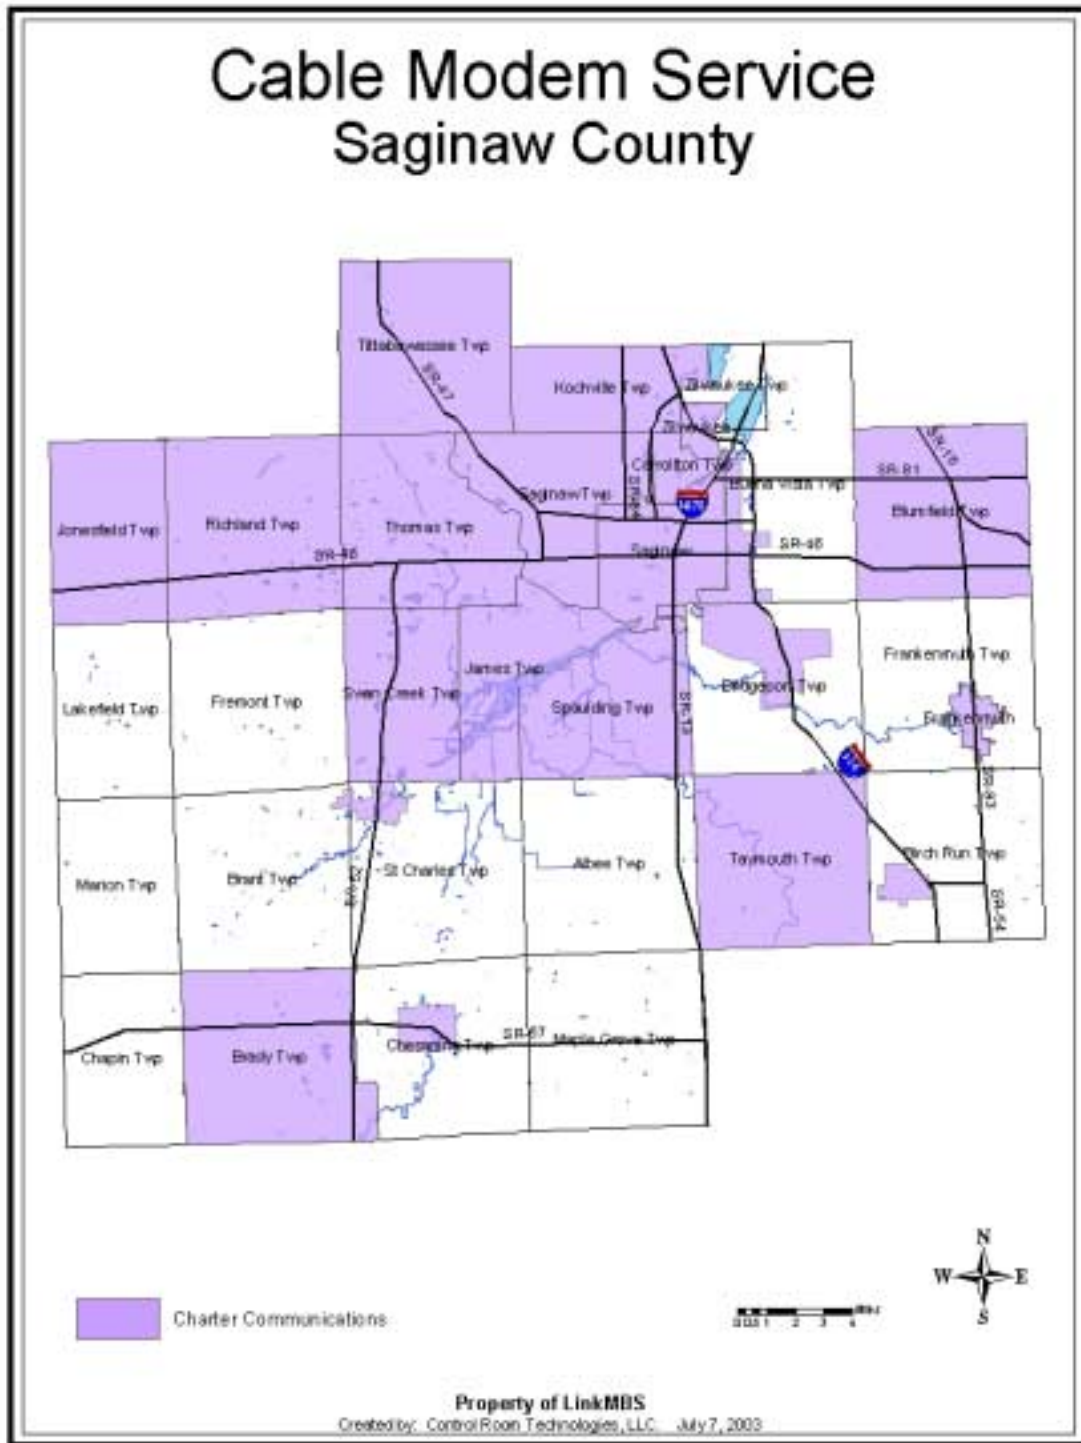 Cable Modem Service
Saginaw County
Tittabawassee Twp
SR-47
Kochville Twp
Zilwaukee Twp
Zilwaukee
Carrollton Twp
SR-15
SR-81
Saginaw Twp
Buena Vista Twp
Blumfield Twp
Jonesfield Twp
Richland Twp
Thomas Twp
Saginaw
SR-46
SR-46
James Twp
Frankenmuth Twp
Lakefield Twp
Fremont Twp
Swan Creek Twp
Spaulding Twp
SR-13
Bridgeport Twp
Frankenmuth
SR-83
Marion Twp
Brant Twp
St Charles Twp
Albee Twp
Taymouth Twp
Birch Run Twp
SR-54
Chapin Twp
Brady Twp
Chesaning Twp
SR-57
Maple Grove Twp
N
W
E
S
Charter Communications
1 2 3 4
Property of LinkMBS
Created by: Control Room Technologies, LLC. July 7, 2003